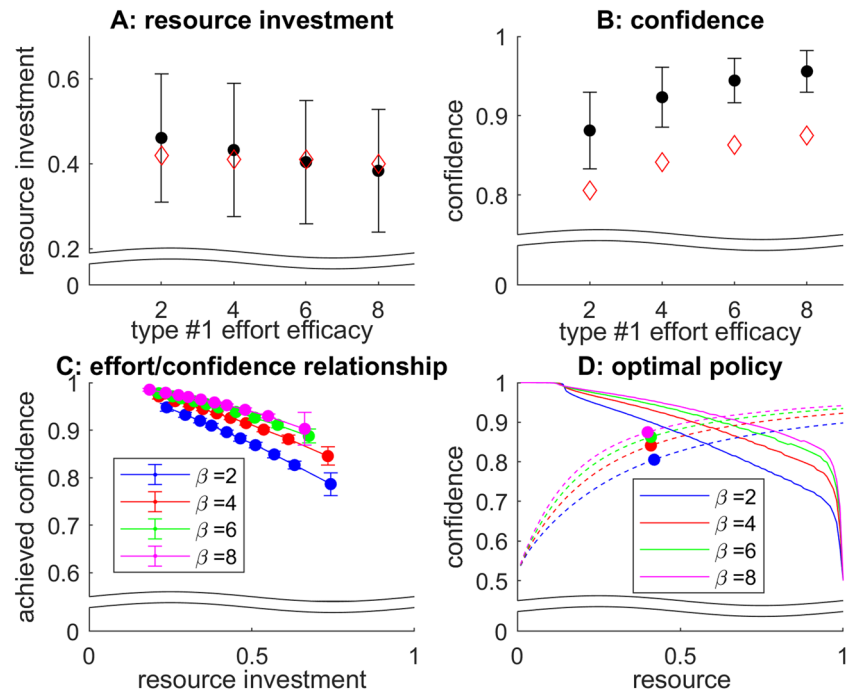 A: resource investment
resource investment
0.6
0.4
0.2
0
2 4 6 8
type #1 effort efficacy
B: confidence
confidence
1
0.9
0.8
0
2 4 6 8
type #1 effort efficacy
C: effort/confidence relationship
achieved confidence
1
0.9
0.8
0.7
0.6
0
β =2
β =4
β =6
β =8
0 0.5 1
resource investment
D: optimal policy
confidence
1
0.9
0.8
0.7
0.6
0.5
0
β =2
β =4
β =6
β =8
0 0.5 1
resource